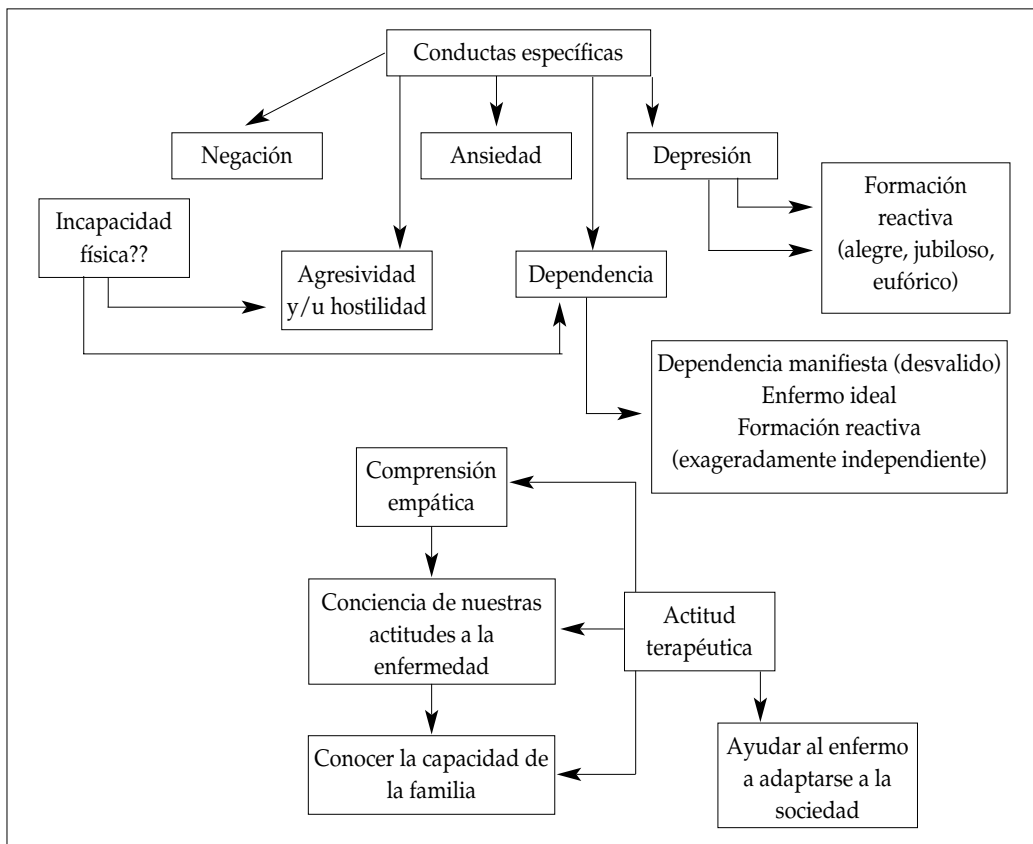 Conductas específicas
Negación
Ansiedad
Depresión
Formación
reactiva
(alegre, jubiloso,
eufórico)
Incapacidad
física??
Agresividad
y/u hostilidad
Dependencia
Dependencia manifiesta (desvalido)
Enfermo ideal
Formación reactiva
(exageradamente independiente)
Comprensión
empática
Conciencia de nuestras
actitudes a la
enfermedad
Actitud
terapéutica
Conocer la capacidad de
la familia
Ayudar al enfermo
a adaptarse a la
sociedad